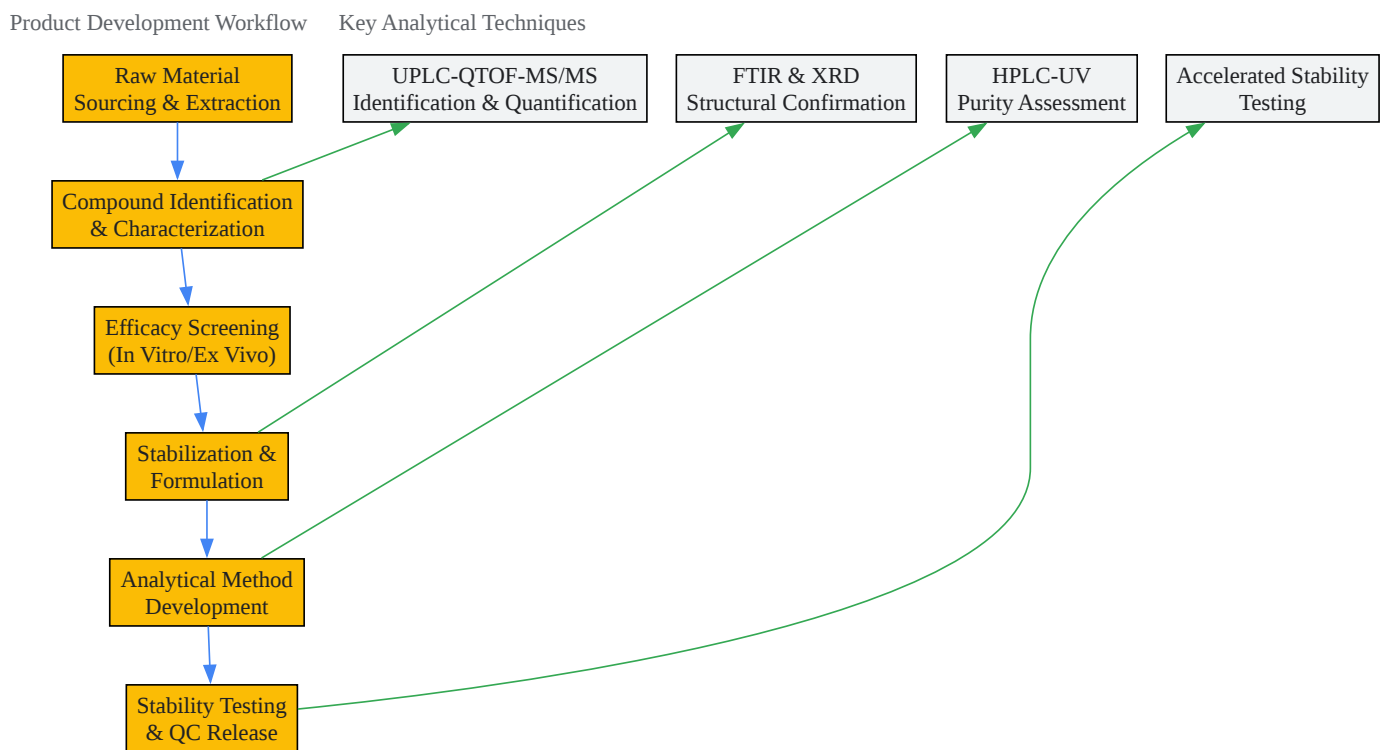 Product Development Workflow
Key Analytical Techniques
Raw Material
Sourcing & Extraction
UPLC-QTOF-MS/MS
Identification & Quantification
FTIR & XRD
Structural Confirmation
HPLC-UV
Purity Assessment
Accelerated Stability
Testing
Compound Identification
& Characterization
Efficacy Screening
(In Vitro/Ex Vivo)
Stabilization &
Formulation
Analytical Method
Development
Stability Testing
& QC Release